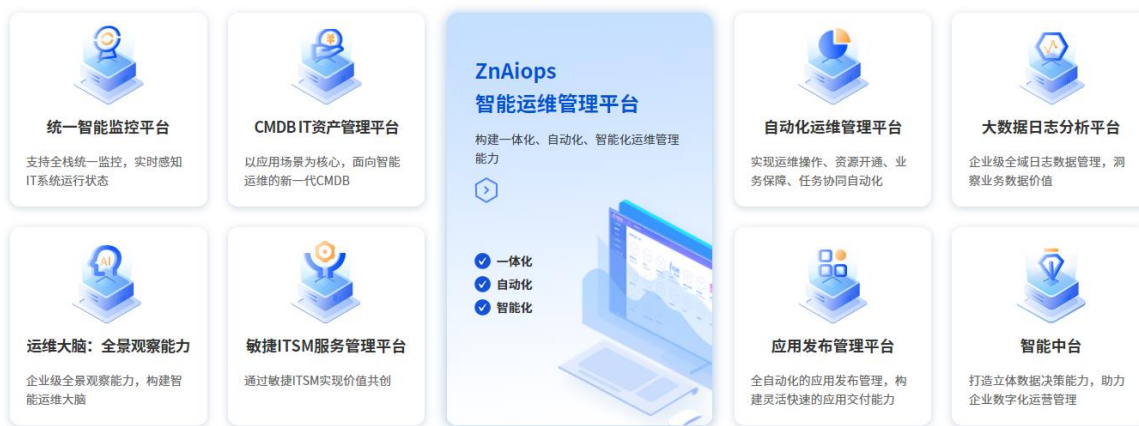 统一智能监控平台
支持全栈统一监控，实时感知
IT系统运行状态
CMDB IT资产管理平台
以应用场景为核心，面向智能
运维的新一代CMDB
ZnAiops
智能运维管理平台
构建一体化、自动化、智能化运维管理
能力
一体化
自动化
智能化
自动化运维管理平台
实现运维操作、资源开通、业
务保障、任务协同自动化
大数据日志分析平台
企业级全域日志数据管理，洞
察业务数据价值
运维大脑：全景观察能力
企业级全景观察能力，构建智
能运维大脑
敏捷ITSM服务管理平台
通过敏捷ITSM实现价值共创
应用发布管理平台
全自动化的应用发布管理，构
建灵活快速的应用交付能力
智能中台
打造立体数据决策能力，助力
企业数字化运营管理
AI